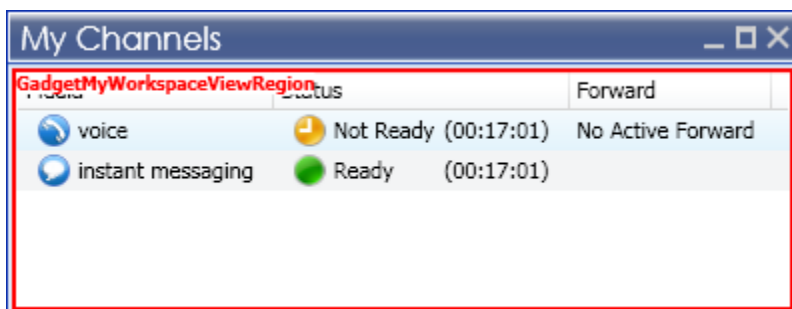 My Channels
GadgetMyWorkspaceViewRegion
Media Status Forward
voice Not Ready (00:17:01) No Active Forward
instant messaging Ready (00:17:01)